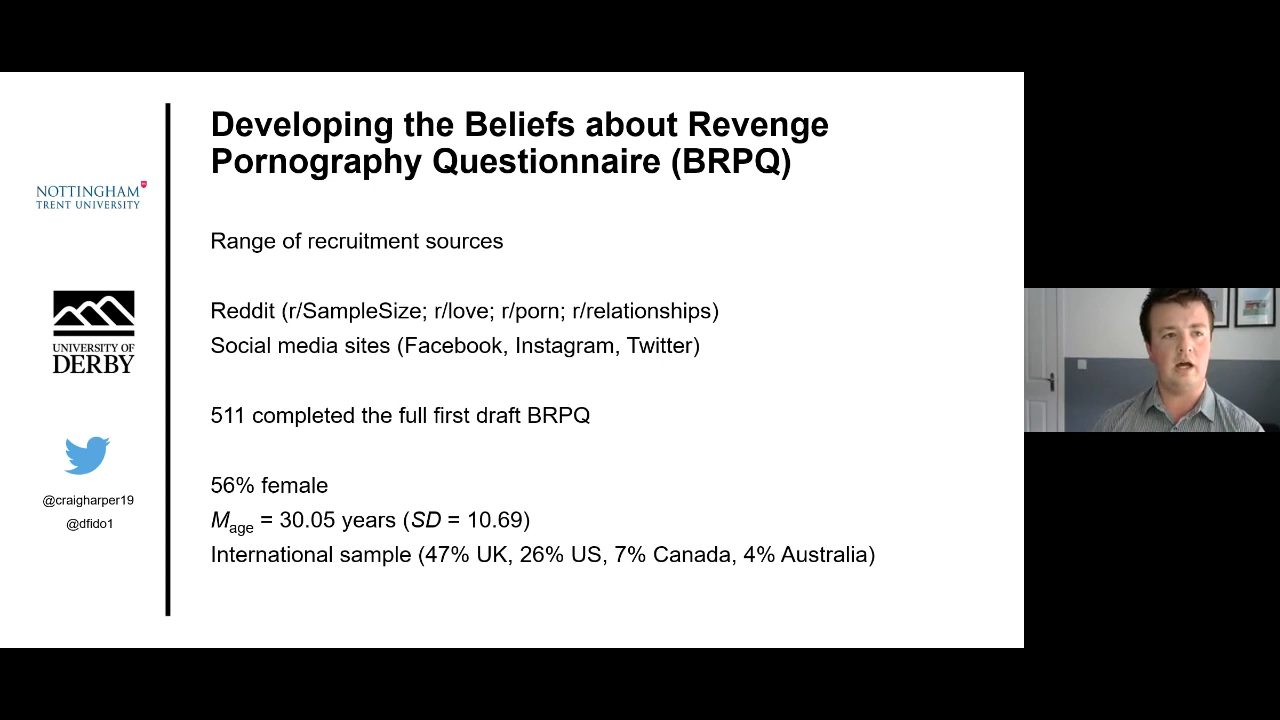 Developing the Beliefs about Revenge
Pornography Questionnaire (BRPQ)
NOTTINGHAM
TRENT UNIVERSITY
Range of recruitment sources
Reddit (r/SampleSize; r/love; r/porn; r/relationships)
Social media sites (Facebook, Instagram, Twitter)
UNIVERSITY OF
DERBY
511 completed the full first draft BRPQ
56% female
Mage = 30.05 years (SD = 10.69)
International sample (47% UK, 26% US, 7% Canada, 4% Australia)
@craigharper19
@dfido1